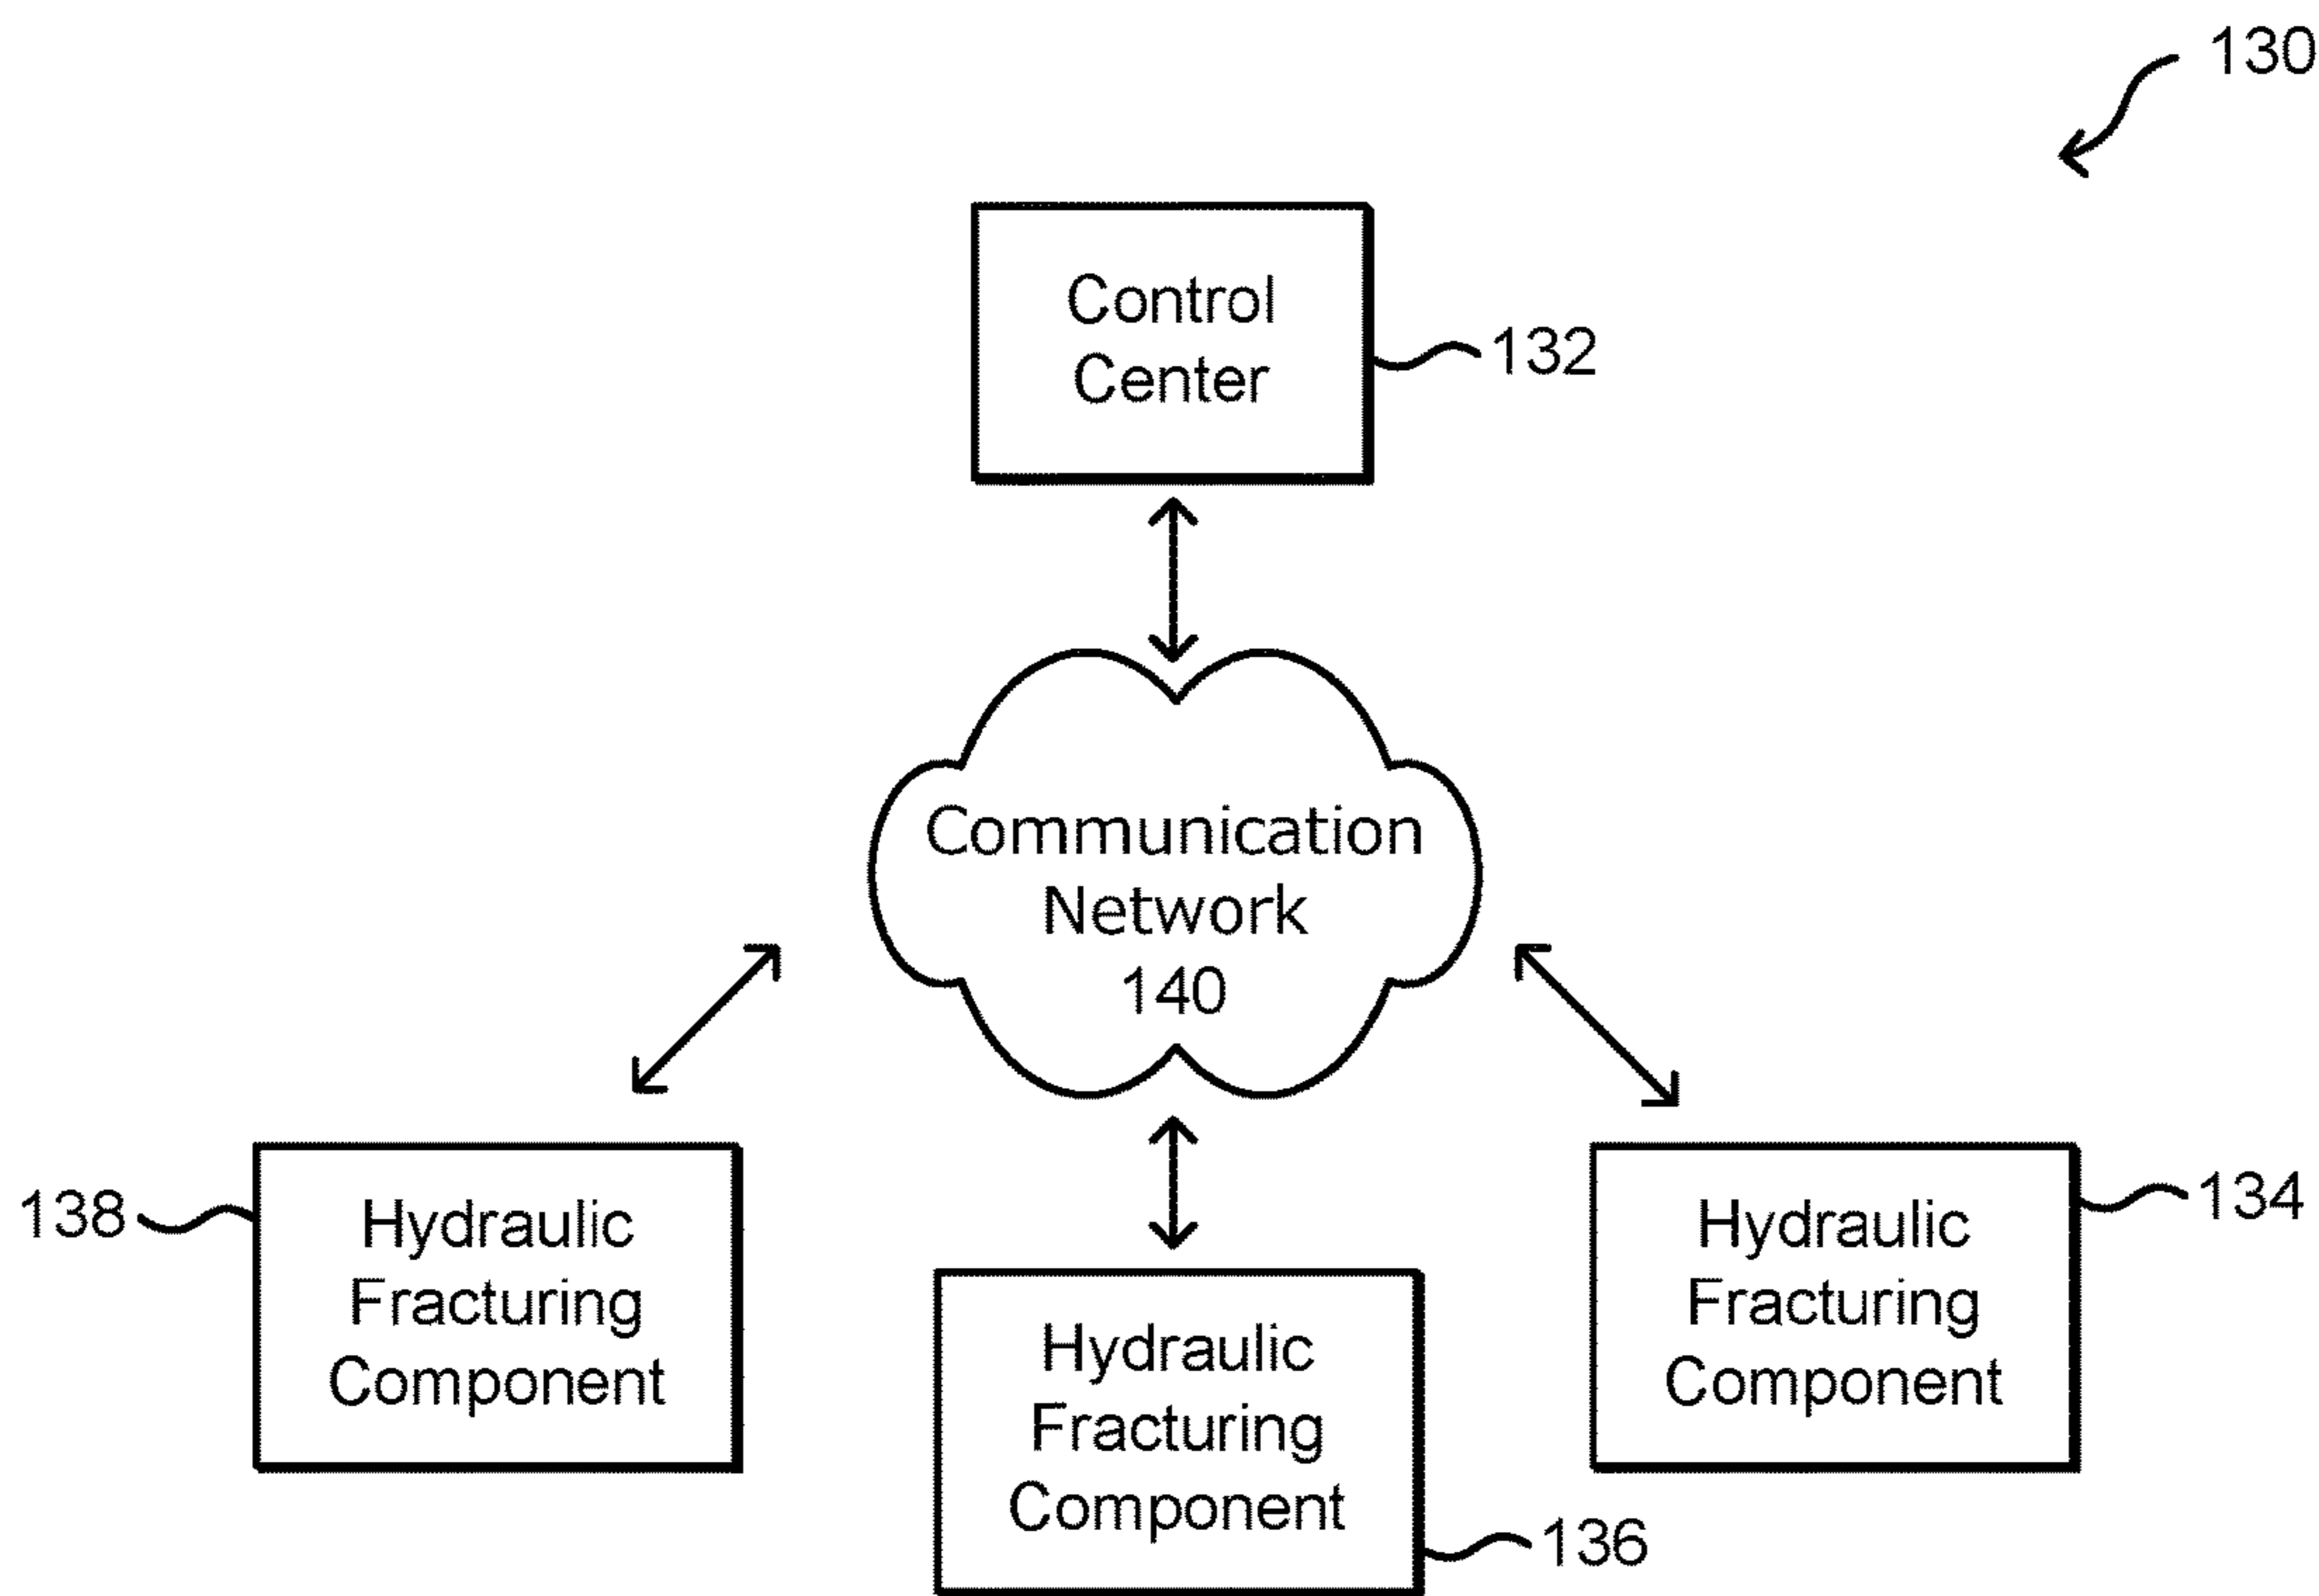 130
Control
Center
132
Communication
Network
140
138
Hydraulic
Fracturing
Component
Hydraulic
Fracturing
Component
136
Hydraulic
Fracturing
Component
134